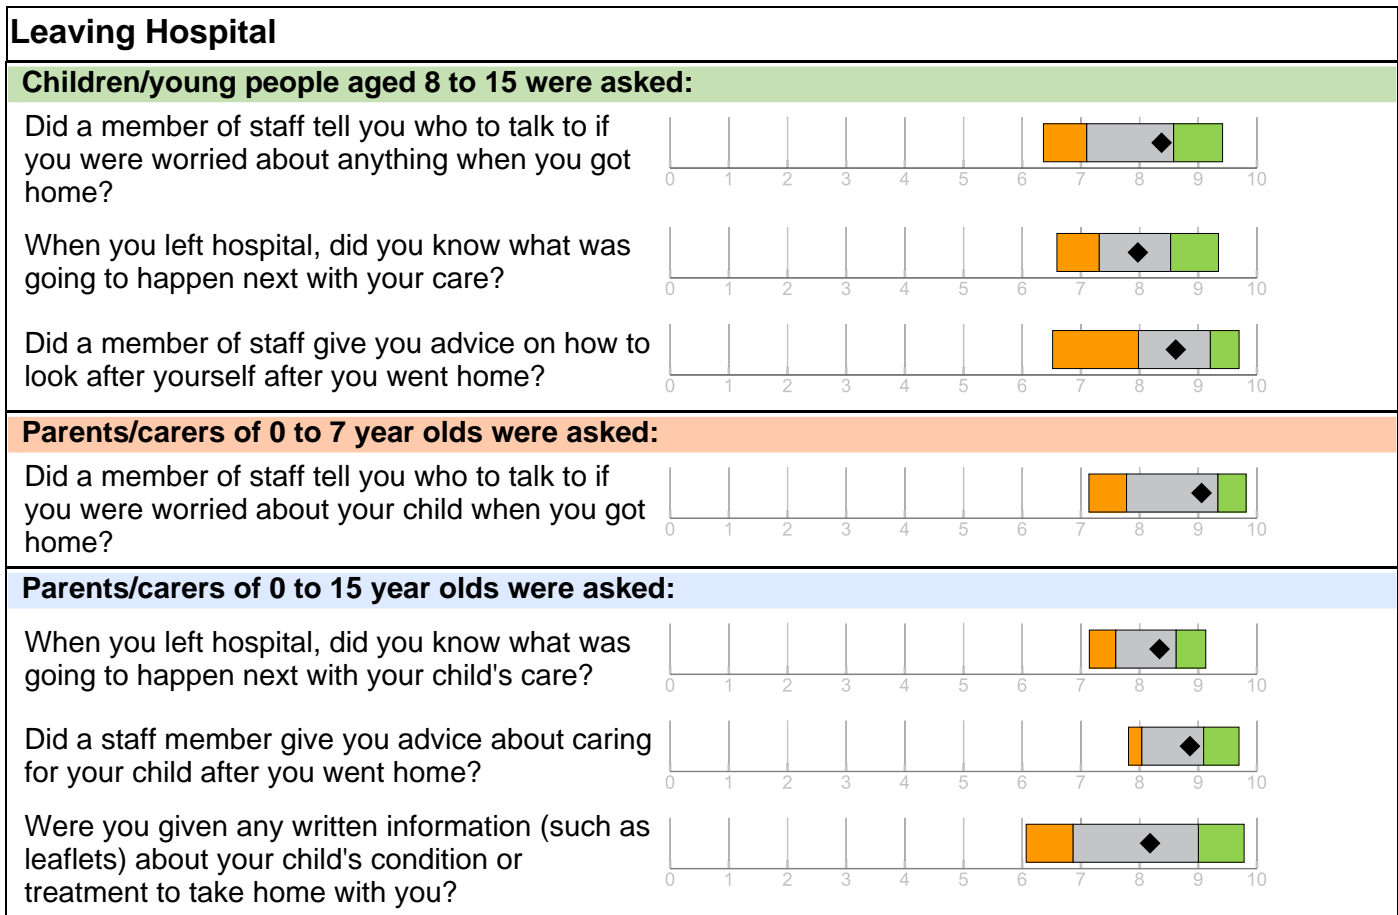 Leaving Hospital
Children/young people aged 8 to 15 were asked:
Did a member of staff tell you who to talk to if
you were worried about anything when you got
home?
0 1 2 3 4 5 6 7 8 9 10
When you left hospital, did you know what was
going to happen next with your care?
0 1 2 3 4 5 6 7 8 9 10
Did a member of staff give you advice on how to
look after yourself after you went home?
0 1 2 3 4 5 6 7 8 9 10
Parents/carers of 0 to 7 year olds were asked:
Did a member of staff tell you who to talk to if
you were worried about your child when you got
home?
0 1 2 3 4 5 6 7 8 9 10
Parents/carers of 0 to 15 year olds were asked:
When you left hospital, did you know what was
going to happen next with your child's care?
0 1 2 3 4 5 6 7 8 9 10
Did a staff member give you advice about caring
for your child after you went home?
0 1 2 3 4 5 6 7 8 9 10
Were you given any written information (such as
leaflets) about your child's condition or
treatment to take home with you?
0 1 2 3 4 5 6 7 8 9 10